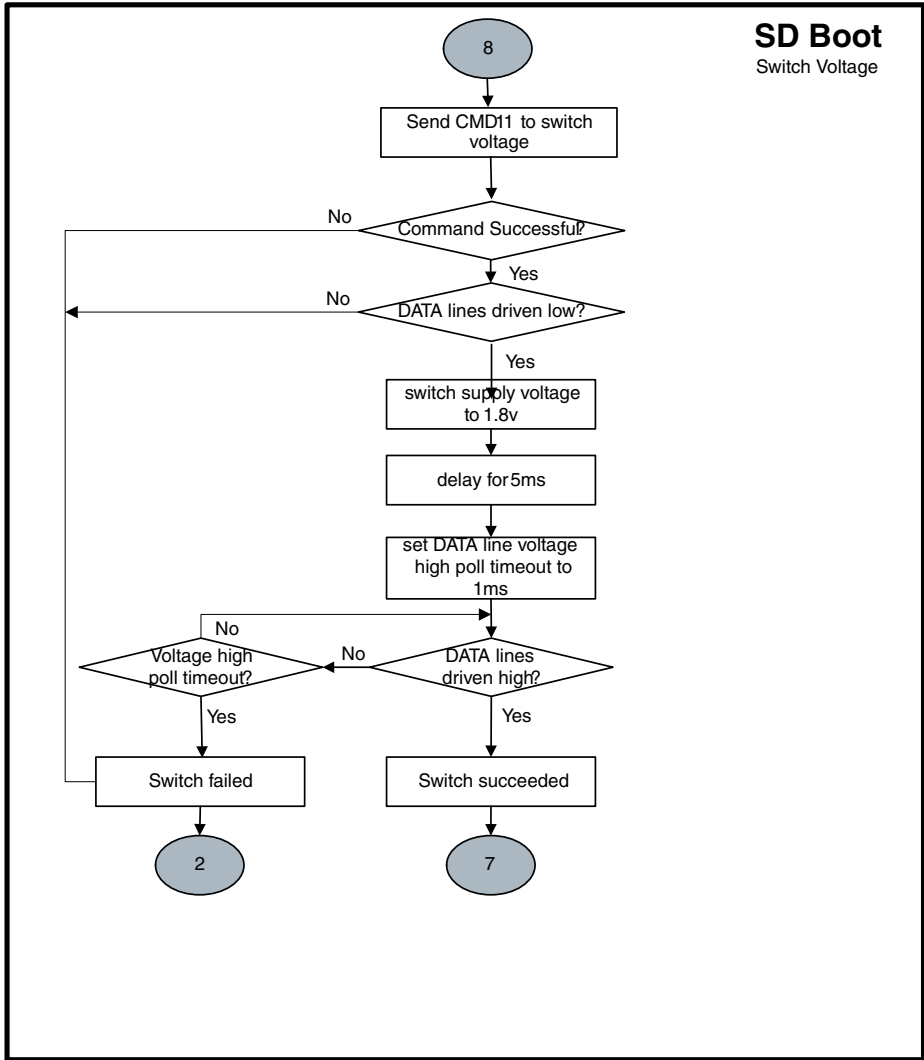 SD Boot
Switch Voltage
8
Send CMD11 to switch
voltage
Command Successful?
No
Yes
DATA lines driven low?
No
Yes
switch supply voltage
to 1.8v
delay for 5ms
set DATA line voltage
high poll timeout to
1ms
No
Voltage high
poll timeout?
No
DATA lines
driven high?
Yes
Yes
Switch failed
Switch succeeded
2
7